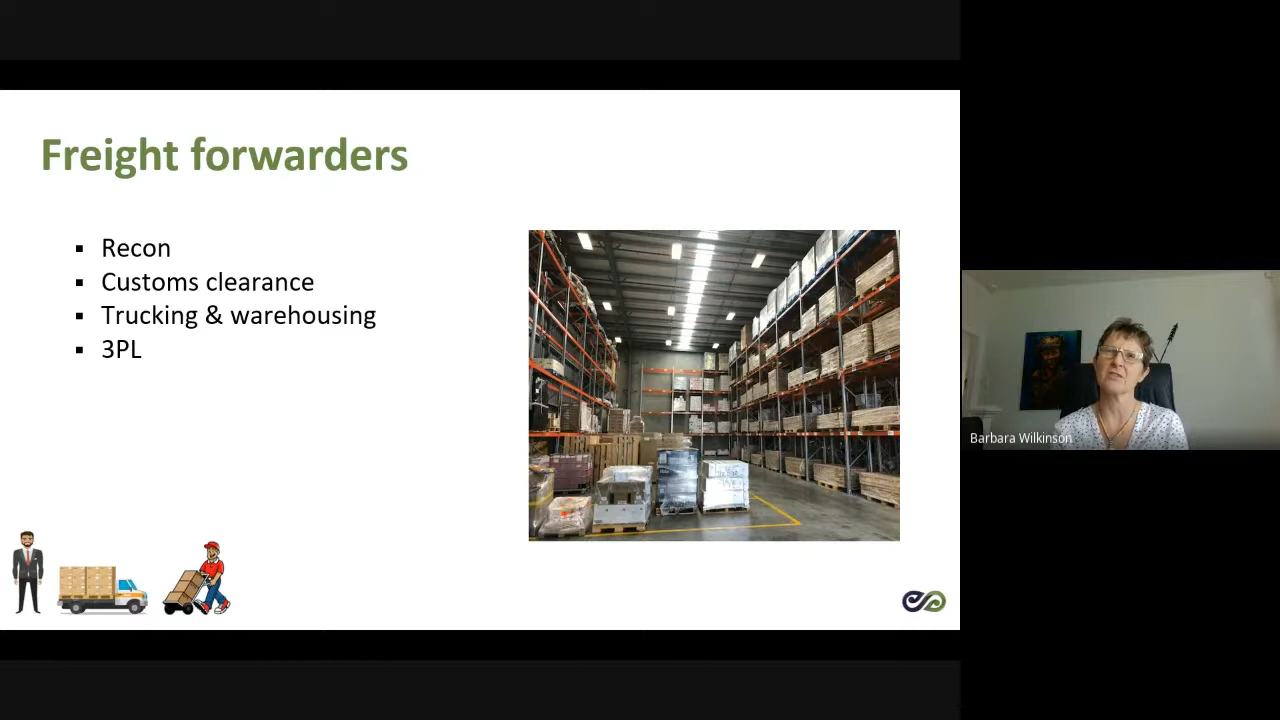 Freight forwarders
Recon
Customs clearance
Trucking & warehousing
3PL
Barbara Wilkinson